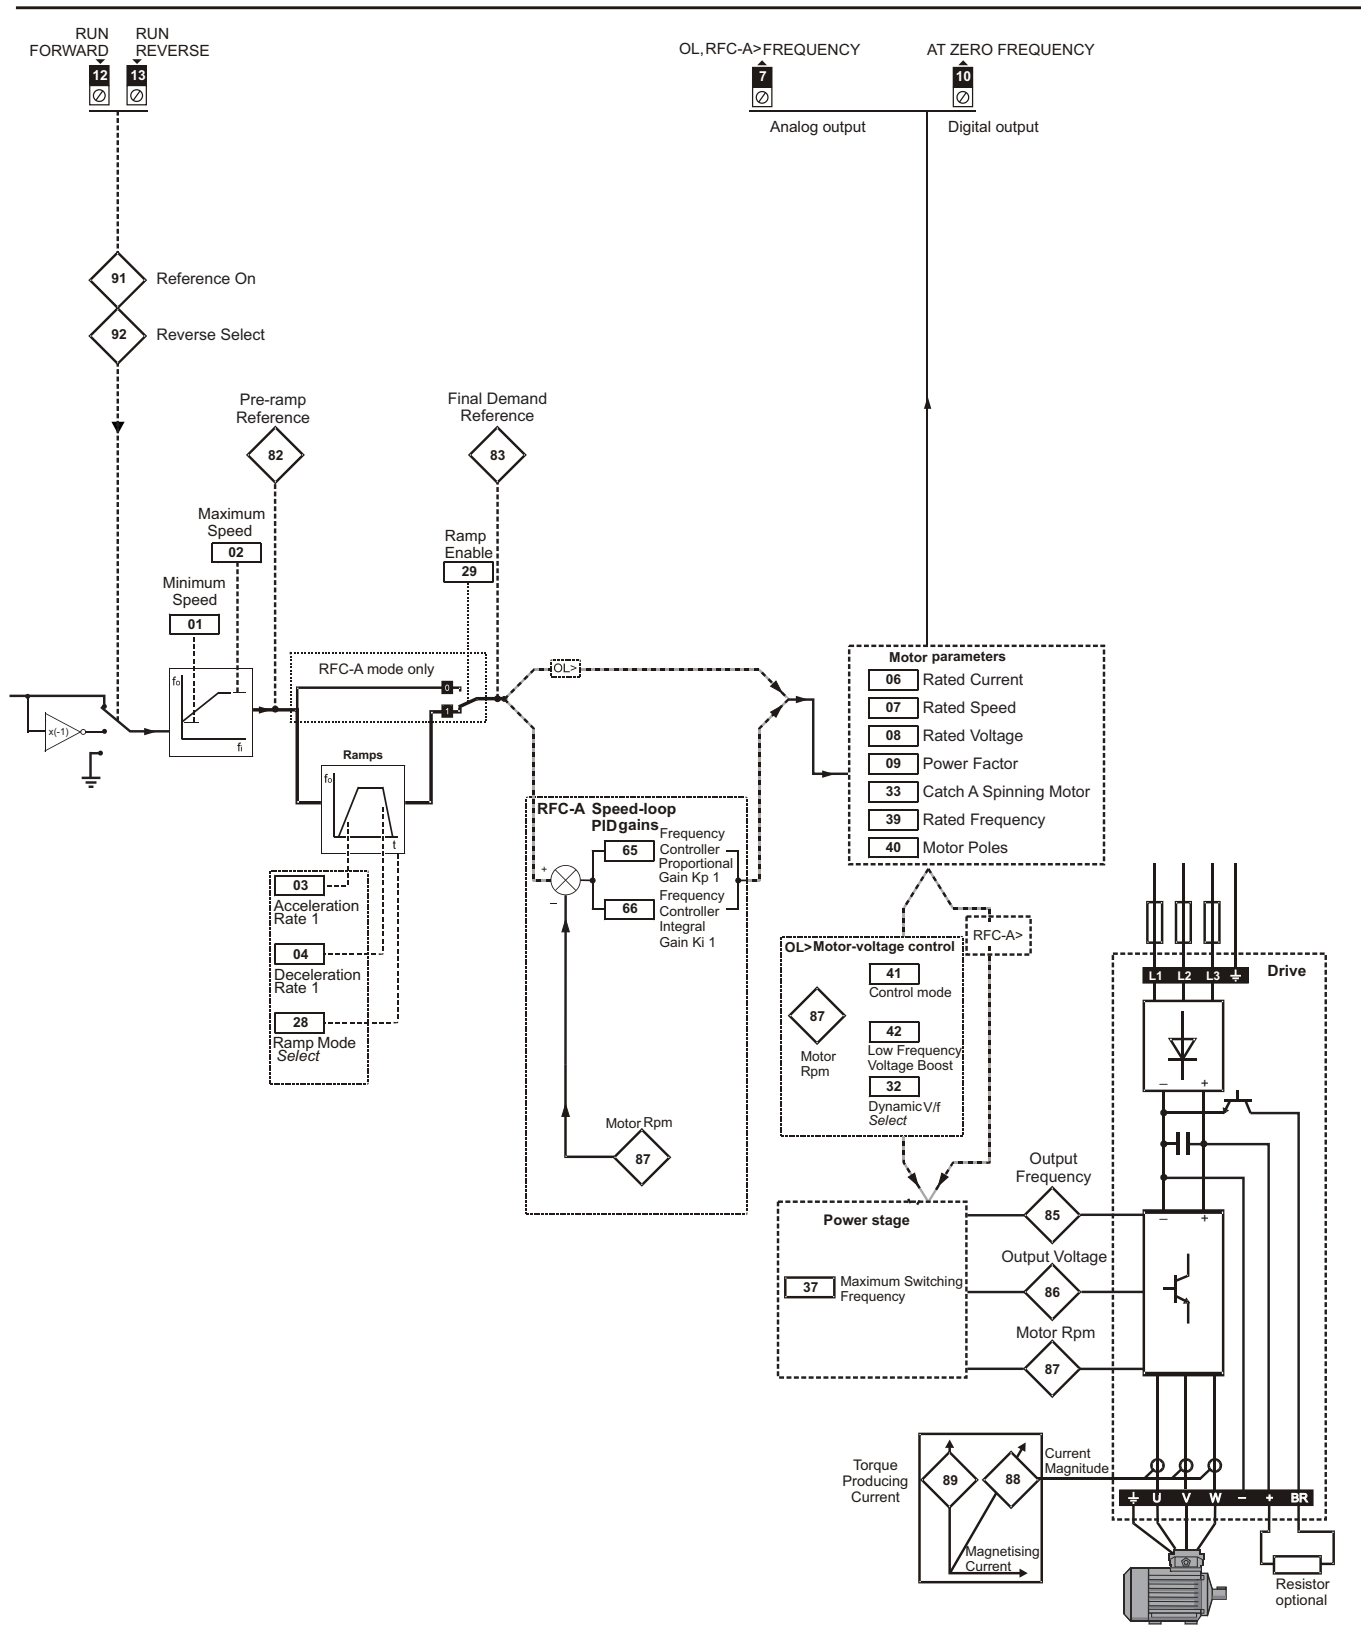 RUN
FORWARD
RUN
REVERSE
12
13
OL,RFC-A>FREQUENCY
AT ZERO FREQUENCY
7
10
Analog output
Digital output
91
Reference On
92
Reverse Select
Pre-ramp
Reference
82
Final Demand
Reference
83
Maximum
Speed
02
Minimum
Speed
01
Ramp
Enable
29
RFC-A mode only
0
1
OL>
x(-1)
fo
fi
Ramps
fo
t
03
Acceleration
Rate 1
04
Deceleration
Rate 1
28
Ramp Mode
Select
RFC-A Speed-loop
PID gains
65
Frequency
Controller
Proportional
Gain Kp 1
66
Frequency
Controller
Integral
Gain Ki 1
+
–
Motor Rpm
87
Motor parameters
06 Rated Current
07 Rated Speed
08 Rated Voltage
09 Power Factor
33 Catch A Spinning Motor
39 Rated Frequency
40 Motor Poles
RFC-A>
OL>Motor-voltage control
41
Control mode
87
Motor
Rpm
42
Low Frequency
Voltage Boost
32
Dynamic V/f
Select
Power stage
37
Maximum Switching
Frequency
Output
Frequency
85
Output Voltage
86
Motor Rpm
87
Drive
L1 L2 L3
– +
– +
Torque
Producing
Current
89
88
Current
Magnitude
Magnetising
Current
U V W – + BR
Resistor
optional